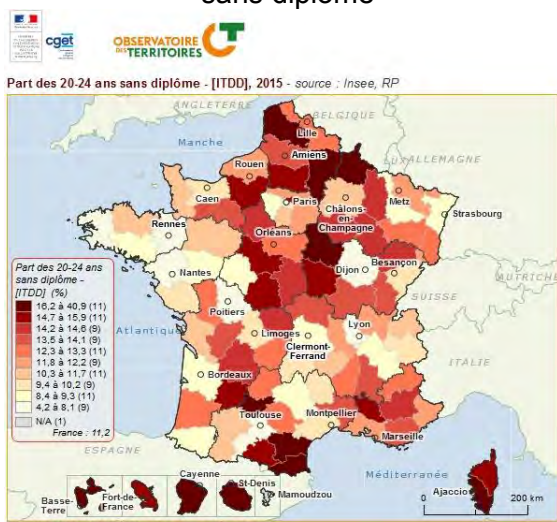 sans diplôme
cget
OBSERVATOIRE
DES TERRITOIRES
Part des 20-24 ans sans diplôme - [ITDD], 2015 - source : Insee, RP
ANGLETERRE
BELGIQUE
Manche
Lille
Amiens
LUX
ALLEMAGNE
Rouen
Caen
Paris
Châlons-
en-
Champagne
Metz
Strasbourg
Rennes
Orléans
Dijon
Besançon
Nantes
AUTRICHE
SUISSE
Poitiers
Atlantique
Limoges
Clermont-
Ferrand
Lyon
ITALIE
Bordeaux
Toulouse
Montpellier
Marseille
ESPAGNE
Méditerranée
Part des 20-24 ans
sans diplôme -
[ITDD] (%)
16,2 à 40,9 (11)
14,7 à 15,9 (11)
14,2 à 14,6 (9)
13,5 à 14,1 (9)
12,3 à 13,3 (11)
11,8 à 12,2 (9)
10,3 à 11,7 (11)
9,4 à 10,2 (9)
8,4 à 9,3 (11)
4,2 à 8,1 (9)
N/A (1)
France : 11,2
Basse-
Terre
Fort-de-
France
Cayenne
St-Denis
Mamoudzou
Ajaccio
0 200 km